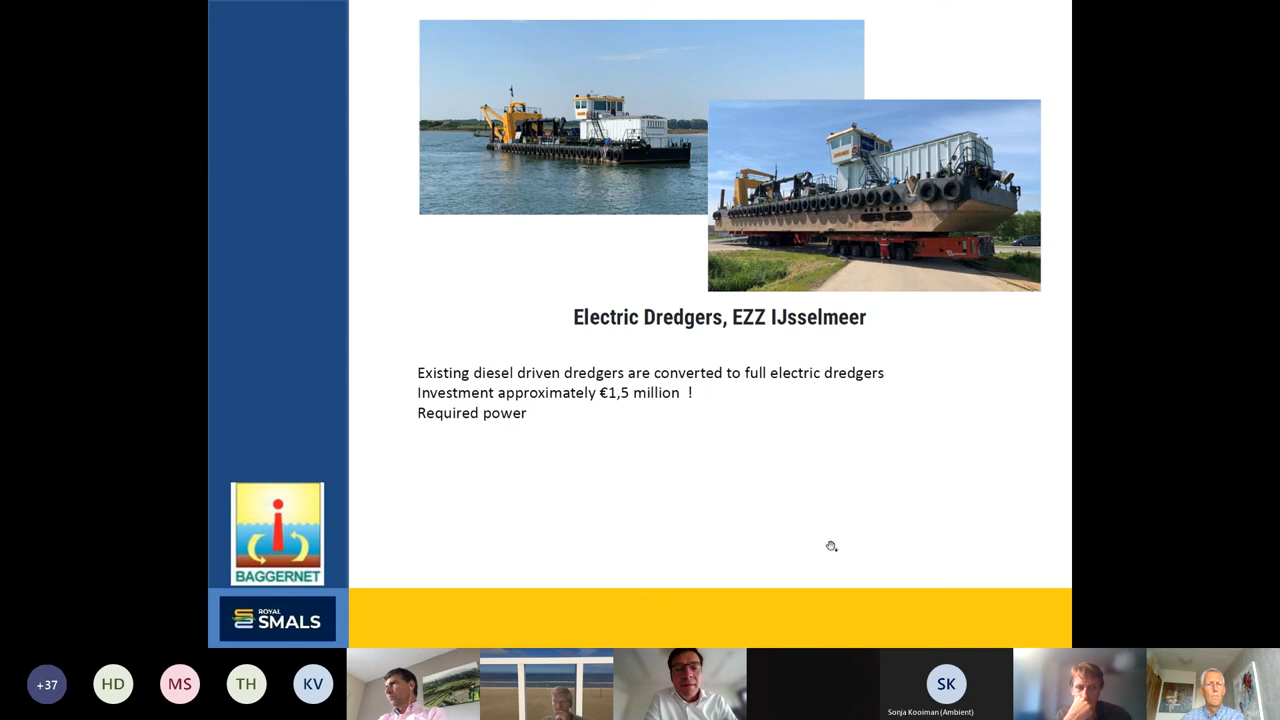 Electric Dredgers, EZZ IJsselmeer
Existing diesel driven dredgers are converted to full electric dredgers
Investment approximately €1,5 million !
Required power
BAGGERNET
ROYAL
SMALS
+37
HD
MS
TH
KV
SK
Sonja Kooiman (Ambient)